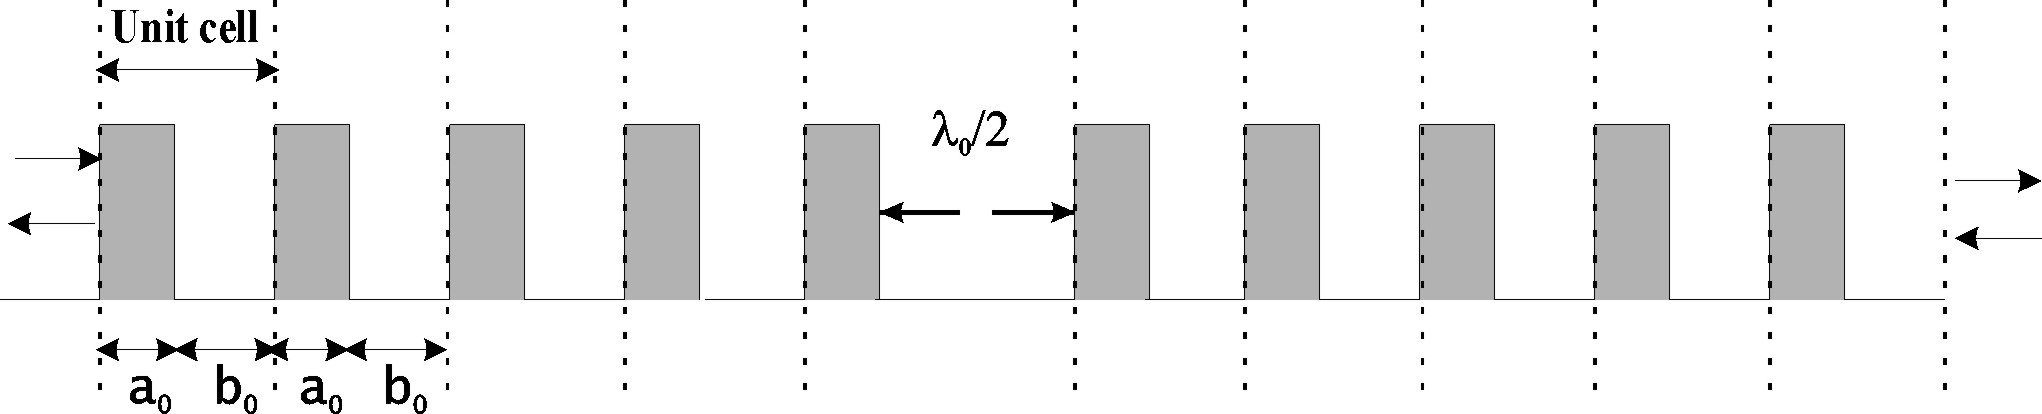 Unit cell
λ₀/2
a₀ b₀ a₀ b₀